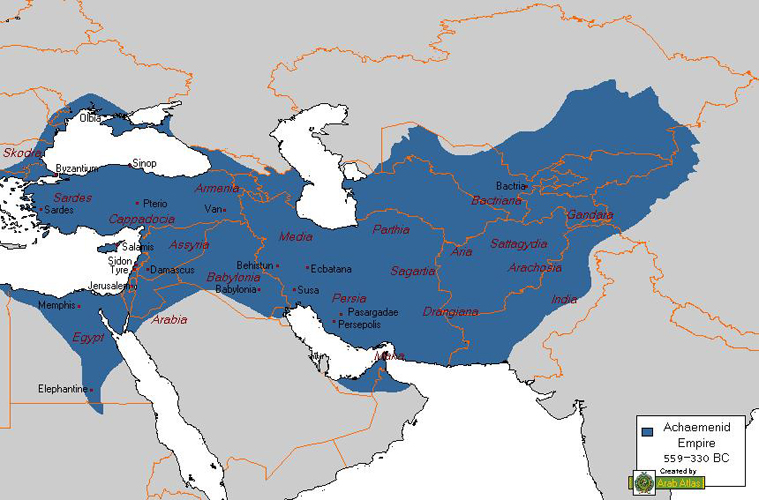 Olbia
Skodra
Byzantium
Sinop
Armenia
Bactria
Sardes
Bactriana
Sardes
Pterio
Van
Gandara
Cappadocia
Parthia
Media
Assyria
Sattagydia
Salamis
Aria
Sidon
Behistun
Ecbatana
Arachosia
Tyre
Damascus
Sagartia
Babylonia
Jerusalem
Babylonia
Susa
Persia
India
Memphis
Pasargadae
Drangiana
Arabia
Persepolis
Egypt
Maka
Elephantine
Achaemenid
Empire
559-330 BC
Created by
Arab Atlas